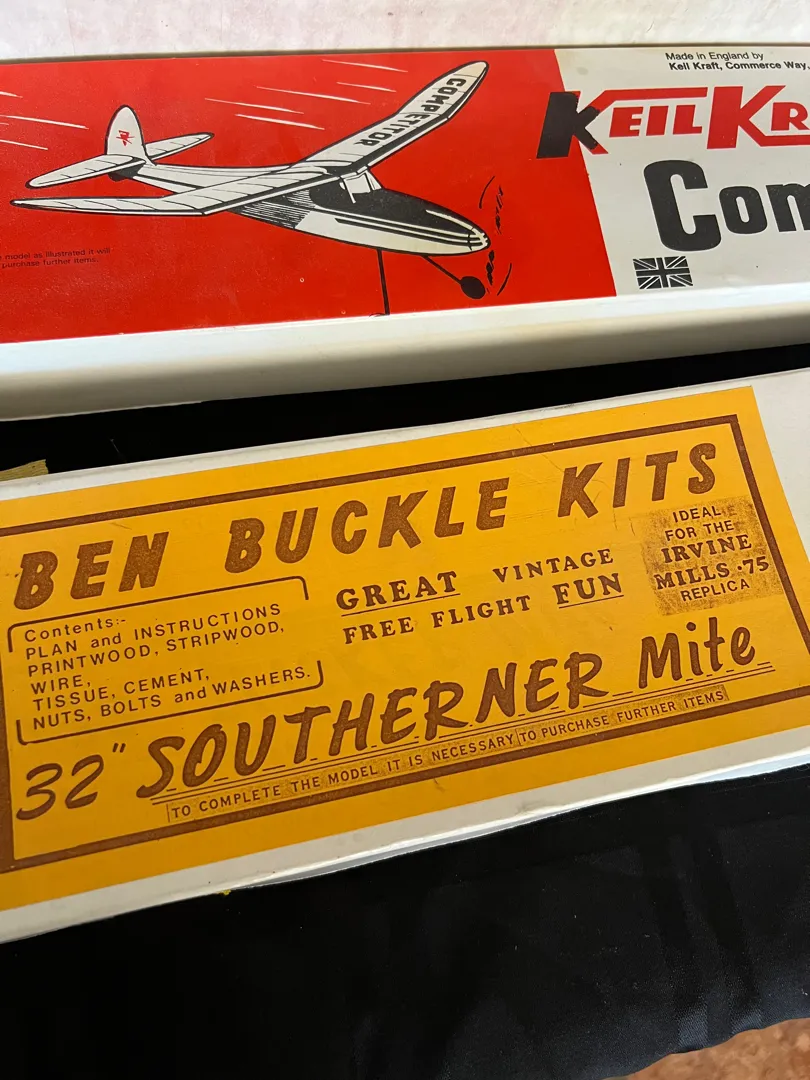 Made in England by
Keil Kraft, Commerce Way,
KEIL KR
COMPETITOR
Con
model as illustrated it will
purchase further items.
BEN BUCKLE KITS
Contents:-
PLAN and INSTRUCTIONS
PRINTWOOD, STRIPWOOD,
WIRE,
TISSUE, CEMENT,
NUTS, BOLTS and WASHERS.
GREAT VINTAGE
FREE FLIGHT FUN
IDEAL
FOR THE
IRVINE
MILLS .75
REPLICA
32" SOUTHERNER Mite
TO COMPLETE THE MODEL IT IS NECESSARY TO PURCHASE FURTHER ITEMS